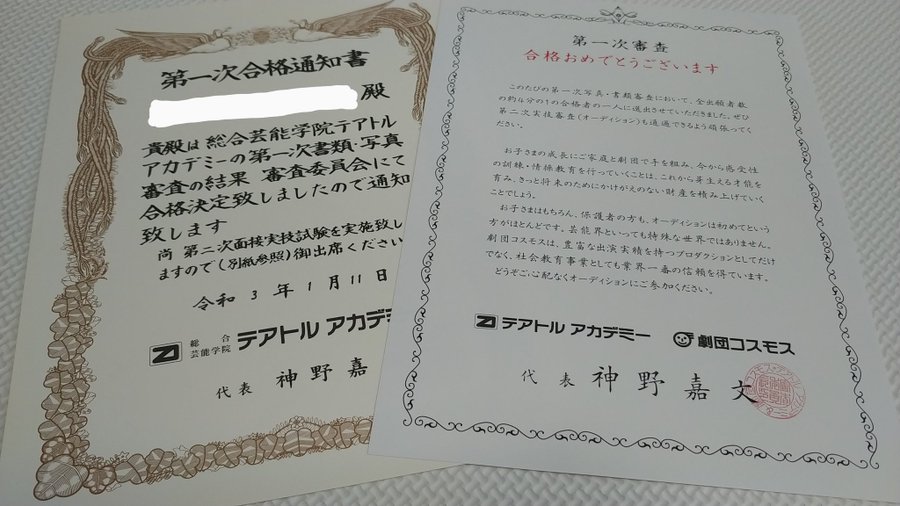 第一次合格通知書
殿
貴殿は総合芸能学院テアトル
アカデミーの第一次書類・写真
審査の結果 審査委員会にて
合格決定致しましたので通知
致します
尚 第二次面接実技試験を実施致し
ますので(別紙参照)御出席ください
令和 3 年 1 月 11 日
総合
芸能学院 テアトル アカデミ
代表 神野嘉
第一次審査
合格おめでとうございます
このたびの第一次写真・書類審査において、全出願者数
の約4分の1の合格者の一人に選出させていただきました。ぜひ
第二次実技審査(オーディション)も通過できるよう頑張ってく
ださい。
お子さまの成長にご家庭と劇団で手を組み、今から感受性
の訓練・情操教育を行っていくことは、これから芽生える才能を
育み、きっと将来のためにかけがえのない財産を積み上げていく
ことでしょう。
お子さまはもちろん、保護者の方も、オーディションは初めてという
方がほとんどです。芸能界といっても特殊な世界ではありません。
劇団コスモスは、豊富な出演実績を持つプロダクションとしてだけ
でなく、社会教育事業としても業界一番の信頼を得ています。
どうぞご心配なくオーディションにご参加ください。
テアトル アカデミー 劇団コスモス
代表 神野嘉文